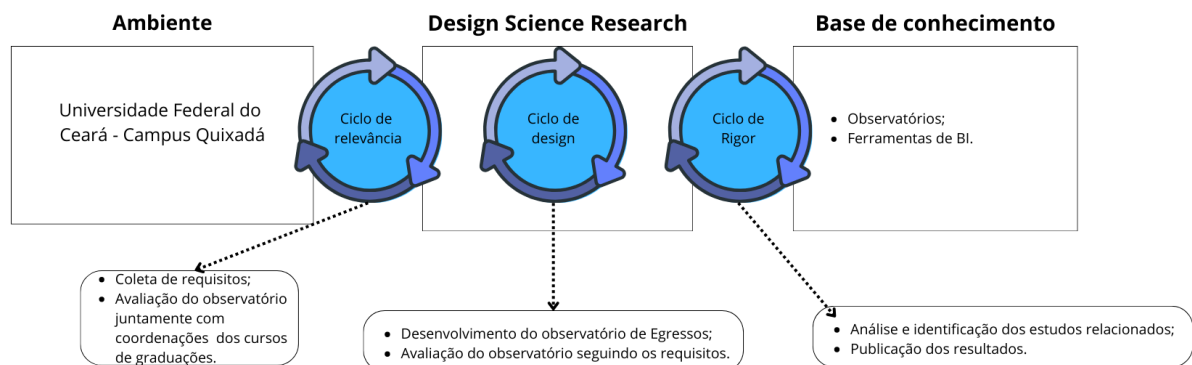 Ambiente
Design Science Research
Base de conhecimento
Universidade Federal do
Ceará - Campus Quixadá
Ciclo de
relevância
Ciclo de
design
Ciclo de
Rigor
• Observatórios;
• Ferramentas de BI.
• Coleta de requisitos;
• Avaliação do observatório
juntamente com
coordenações dos cursos
de graduações.
• Desenvolvimento do observatório de Egressos;
• Avaliação do observatório seguindo os requisitos.
• Análise e identificação dos estudos relacionados;
• Publicação dos resultados.